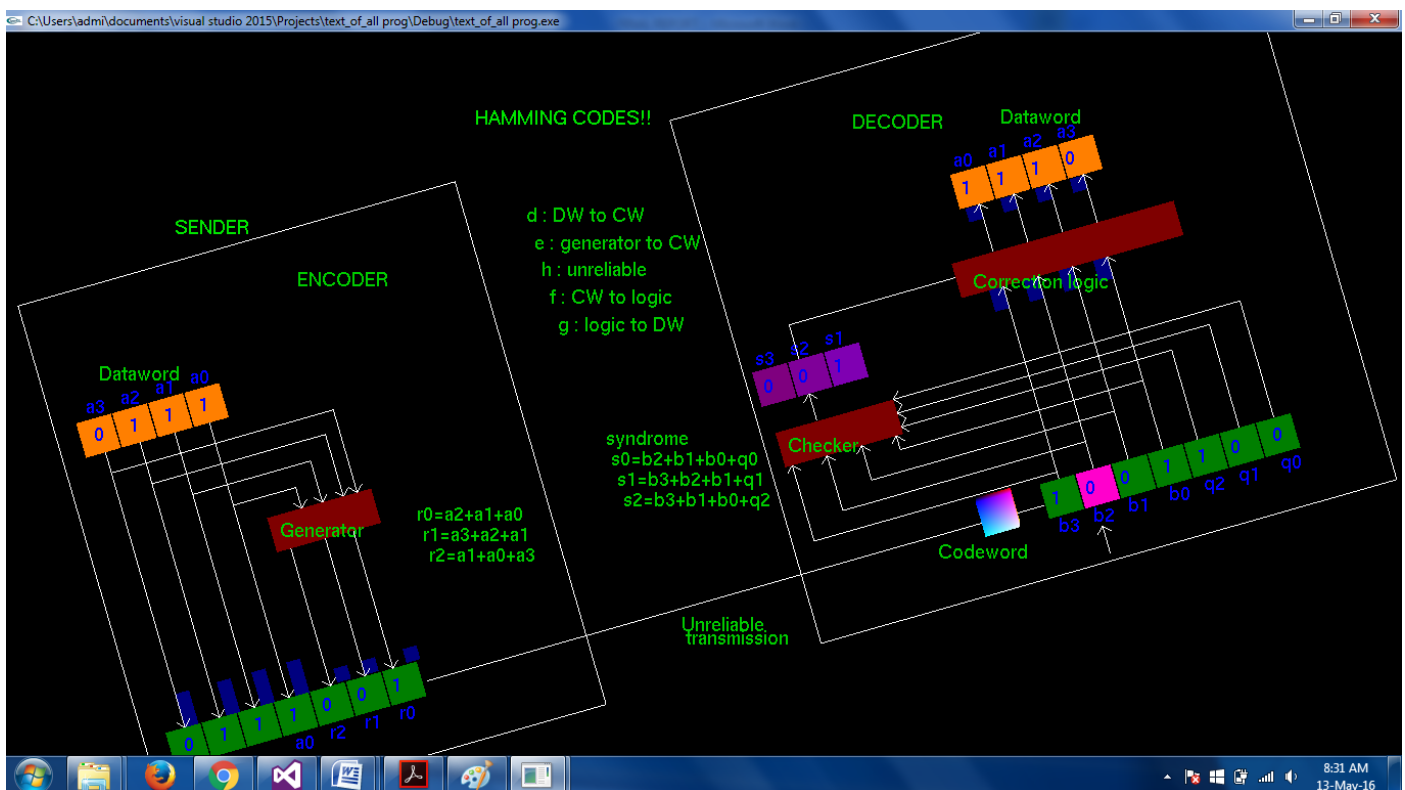 C:\Users\admi\documents\visual studio 2015\Projects\text_of_all prog\Debug\text_of_all prog.exe
HAMMING CODES!!
SENDER
ENCODER
Dataword
a3 a2 a1 a0
0 1 1 1
Generator
r0=a2+a1+a0
r1=a3+a2+a1
r2=a1+a0+a3
0 1 1 1 0 0 1
a0 r2 r1 r0
d : DW to CW
e : generator to CW
h : unreliable
f : CW to logic
g : logic to DW
Unreliable
transmission
DECODER
Dataword
a0 a1 a2 a3
1 1 1 0
Correction logic
s3 s2 s1
0 0 1
Checker
syndrome
s0=b2+b1+b0+q0
s1=b3+b2+b1+q1
s2=b3+b1+b0+q2
1 0 0 1 1 0 0
b3 b2 b1 b0 q2 q1 q0
Codeword
8:31 AM
13-May-16